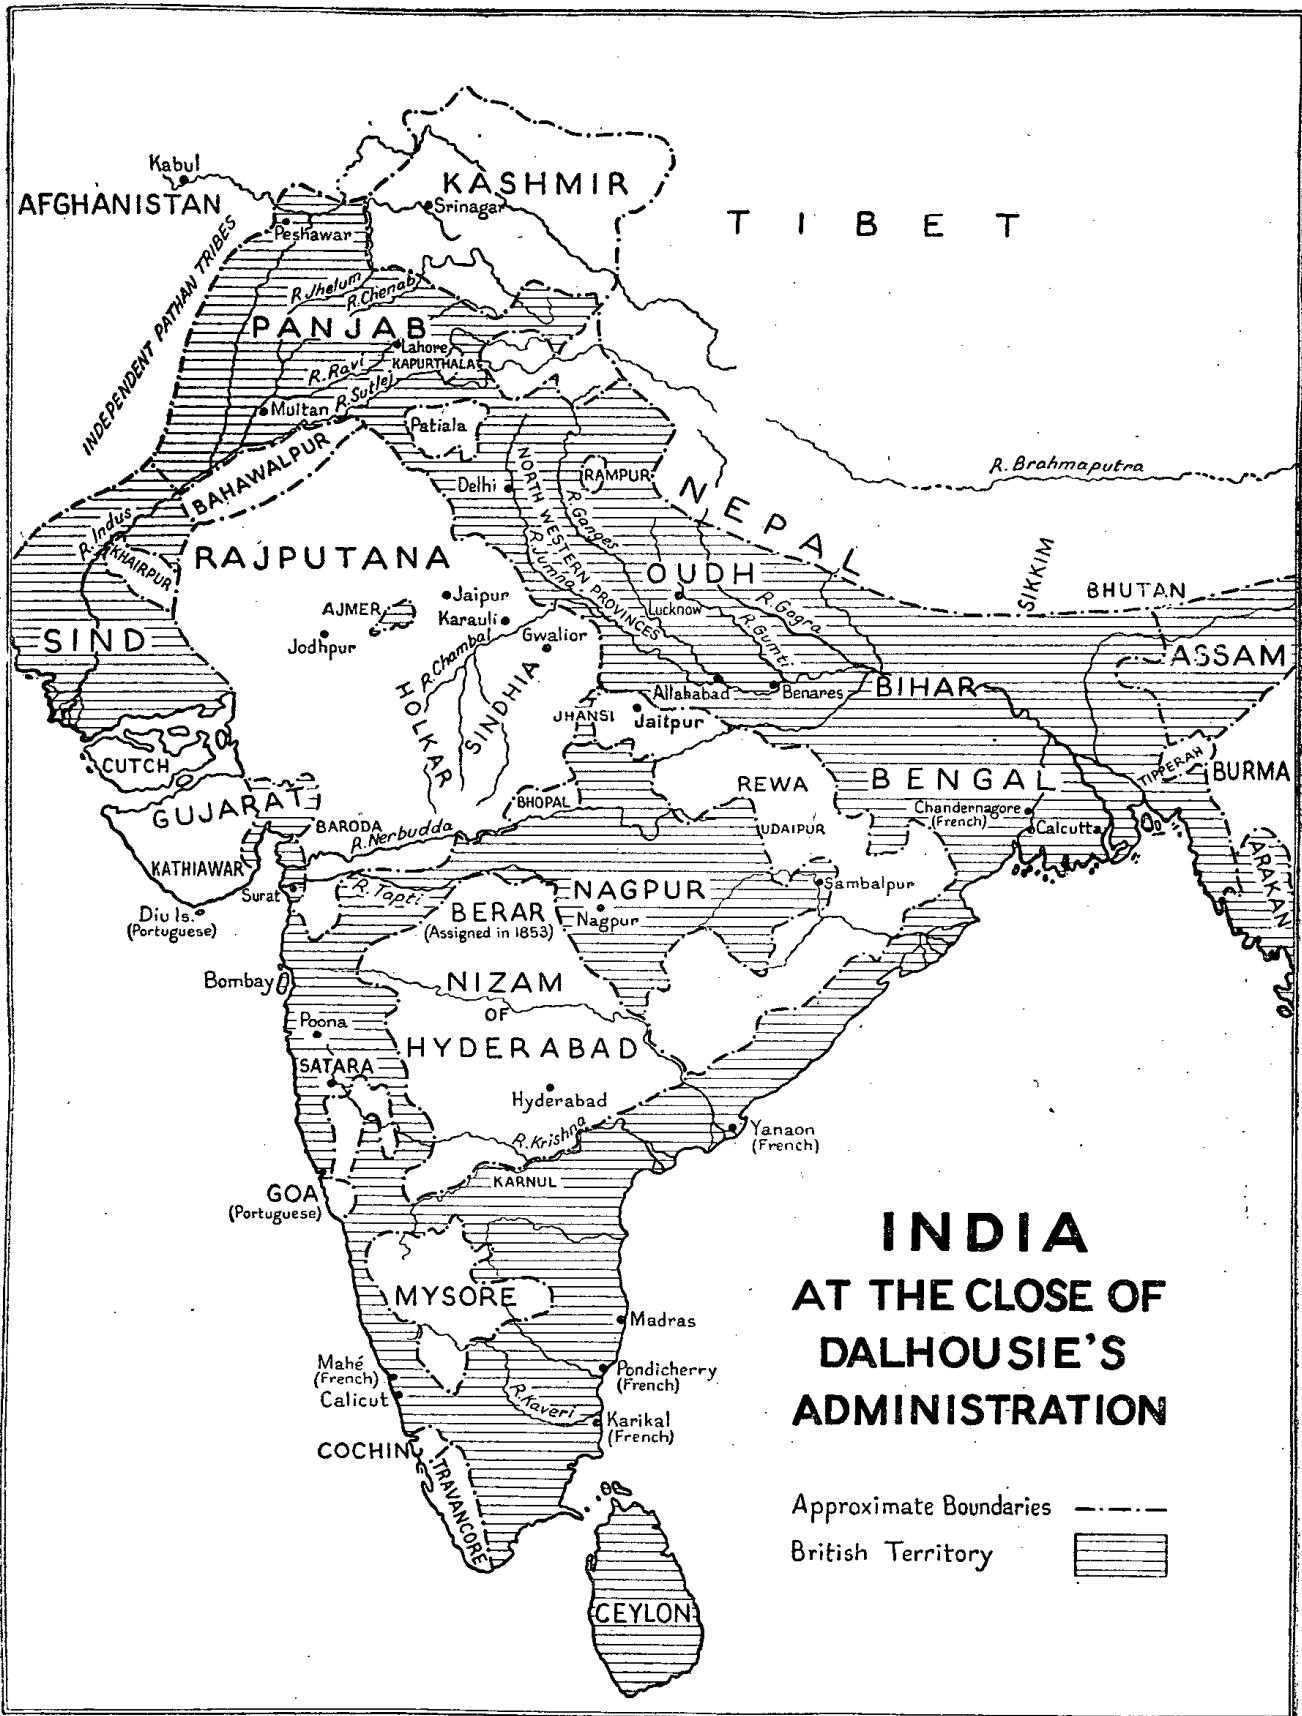 Kabul
AFGHANISTAN
KASHMIR
Srinagar
TIBET
Peshawar
INDEPENDENT PATHAN TRIBES
R. Jhelum
R. Chenab
PANJAB
Lahore
KAPURTHALA
R. Ravi
R. Sutlej
Multan
Patiala
BAHAWALPUR
Delhi
RAMPUR
NORTH WESTERN PROVINCES
R. Ganges
R. Jumna
NEPAL
R. Brahmaputra
R. Indus
KHAIRPUR
RAJPUTANA
OUDH
SIKKIM
BHUTAN
Jaipur
AJMER
Karauli
Lucknow
R. Gogra
R. Gumti
SIND
Jodhpur
Gwalior
R. Chambal
ASSAM
HOLKAR
SINDHIA
Allahabad
Benares
BIHAR
JHANSI
Jaitpur
CUTCH
TIPPERAH
BURMA
GUJARAT
BHOPAL
REWA
BENGAL
Chandernagore
(French)
Calcutta
BARODA
R. Nerbudda
UDAIPUR
KATHIAWAR
ARAKAN
Surat
R. Tapti
NAGPUR
Sambalpur
Diu Is.
(Portuguese)
BERAR
(Assigned in 1853)
Nagpur
Bombay
NIZAM
OF
HYDERABAD
Poona
SATARA
Hyderabad
R. Krishna
Yanaon
(French)
KARNUL
GOA
(Portuguese)
MYSORE
Madras
Mahé
(French)
Calicut
Pondicherry
(French)
R. Kaveri
Karikal
(French)
COCHIN
TRAVANCORE
CEYLON
INDIA
AT THE CLOSE OF
DALHOUSIE'S
ADMINISTRATION
Approximate Boundaries
British Territory